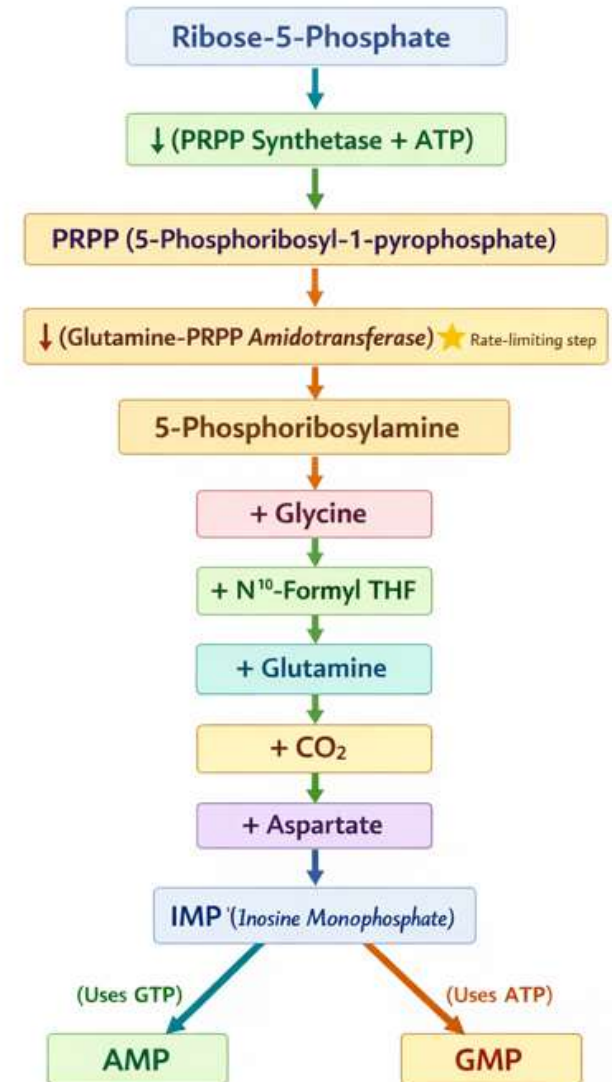 Ribose-5-Phosphate
↓ (PRPP Synthetase + ATP)
PRPP (5-Phosphoribosyl-1-pyrophosphate)
↓ (Glutamine-PRPP Amidotransferase) ⭐ Rate-limiting step
5-Phosphoribosylamine
+ Glycine
+ N¹⁰-Formyl THF
+ Glutamine
+ CO₂
+ Aspartate
IMP '(Inosine Monophosphate)
(Uses GTP) (Uses ATP)
AMP GMP